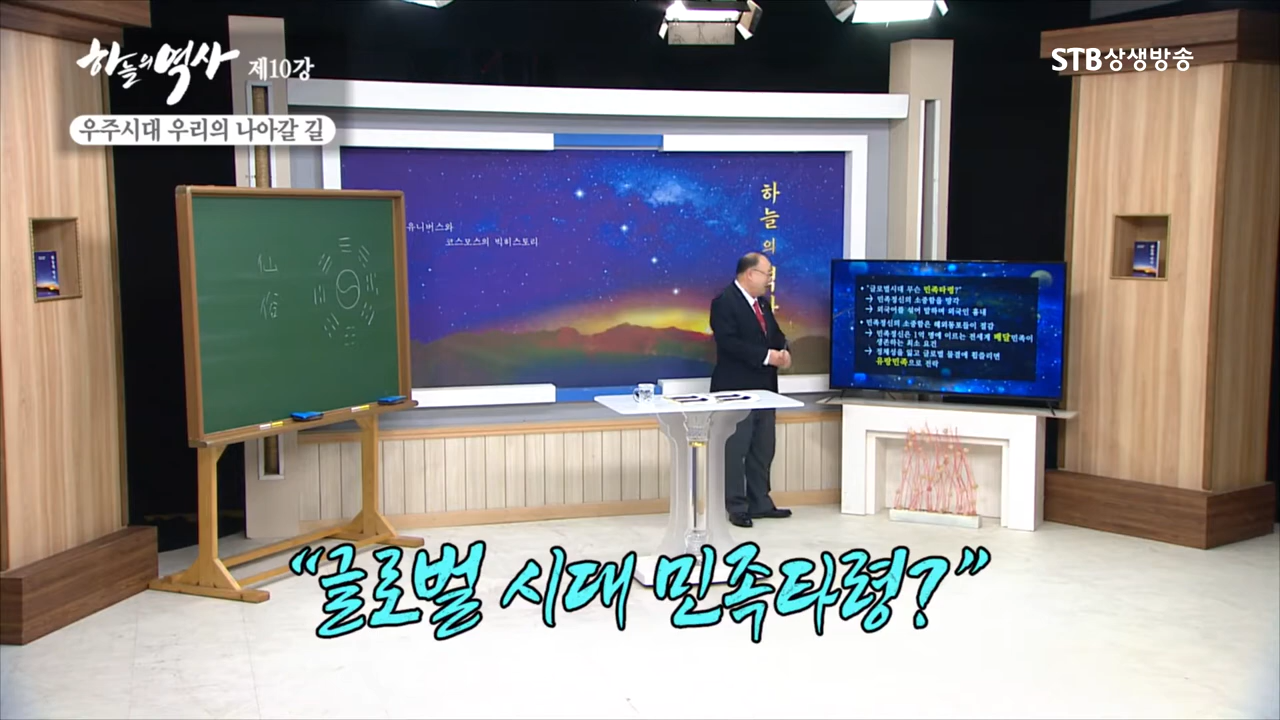 하늘의 역사 제10강
우주시대 우리의 나아갈 길
STB상생방송
유니버스와
코스모스의 빅히스토리
하늘의 역사
仙
• "글로벌시대 무슨 민족타령?"
→ 민족정신의 소중함을 망각
→ 외국어를 섞어 말하며 외국인 흉내
• 민족정신의 소중함은 해외동포들이 절감
→ 민족정신은 1억 명에 이르는 전세계 배달민족이
생존하는 최소 요건
→ 정체성을 잃고 글로벌 물결에 휩쓸리면
유랑민족으로 전락
"글로벌 시대 민족타령?"